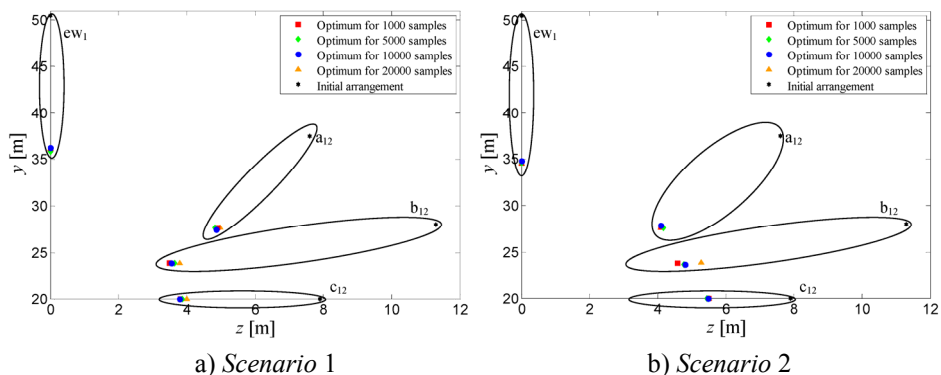 ew1
Optimum for 1000 samples
Optimum for 5000 samples
Optimum for 10000 samples
Optimum for 20000 samples
Initial arrangement
a12
b12
c12
50
45
40
35
30
25
20
y [m]
0
2
4
6
8
10
12
z [m]
a) Scenario 1
ew1
Optimum for 1000 samples
Optimum for 5000 samples
Optimum for 10000 samples
Optimum for 20000 samples
Initial arrangement
a12
b12
c12
50
45
40
35
30
25
20
y [m]
0
2
4
6
8
10
12
z [m]
b) Scenario 2